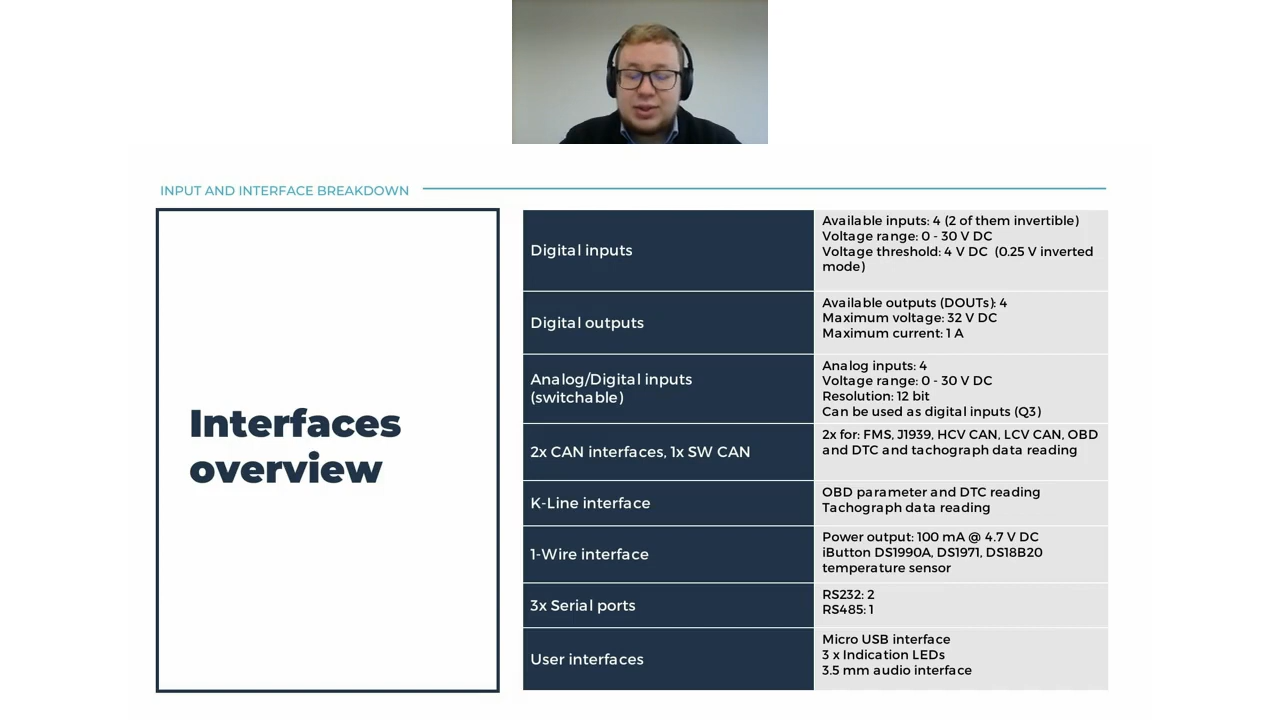 INPUT AND INTERFACE BREAKDOWN
Interfaces
overview
Digital inputs
Available inputs: 4 (2 of them invertible)
Voltage range: 0 - 30 V DC
Voltage threshold: 4 V DC (0.25 V inverted
mode)
Digital outputs
Available outputs (DOUTs): 4
Maximum voltage: 32 V DC
Maximum current: 1 A
Analog/Digital inputs
(switchable)
Analog inputs: 4
Voltage range: 0 - 30 V DC
Resolution: 12 bit
Can be used as digital inputs (Q3)
2x CAN interfaces, 1x SW CAN
2x for: FMS, J1939, HCV CAN, LCV CAN, OBD
and DTC and tachograph data reading
K-Line interface
OBD parameter and DTC reading
Tachograph data reading
1-Wire interface
Power output: 100 mA @ 4.7 V DC
iButton DS1990A, DS1971, DS18B20
temperature sensor
3x Serial ports
RS232: 2
RS485: 1
User interfaces
Micro USB interface
3 x Indication LEDs
3.5 mm audio interface